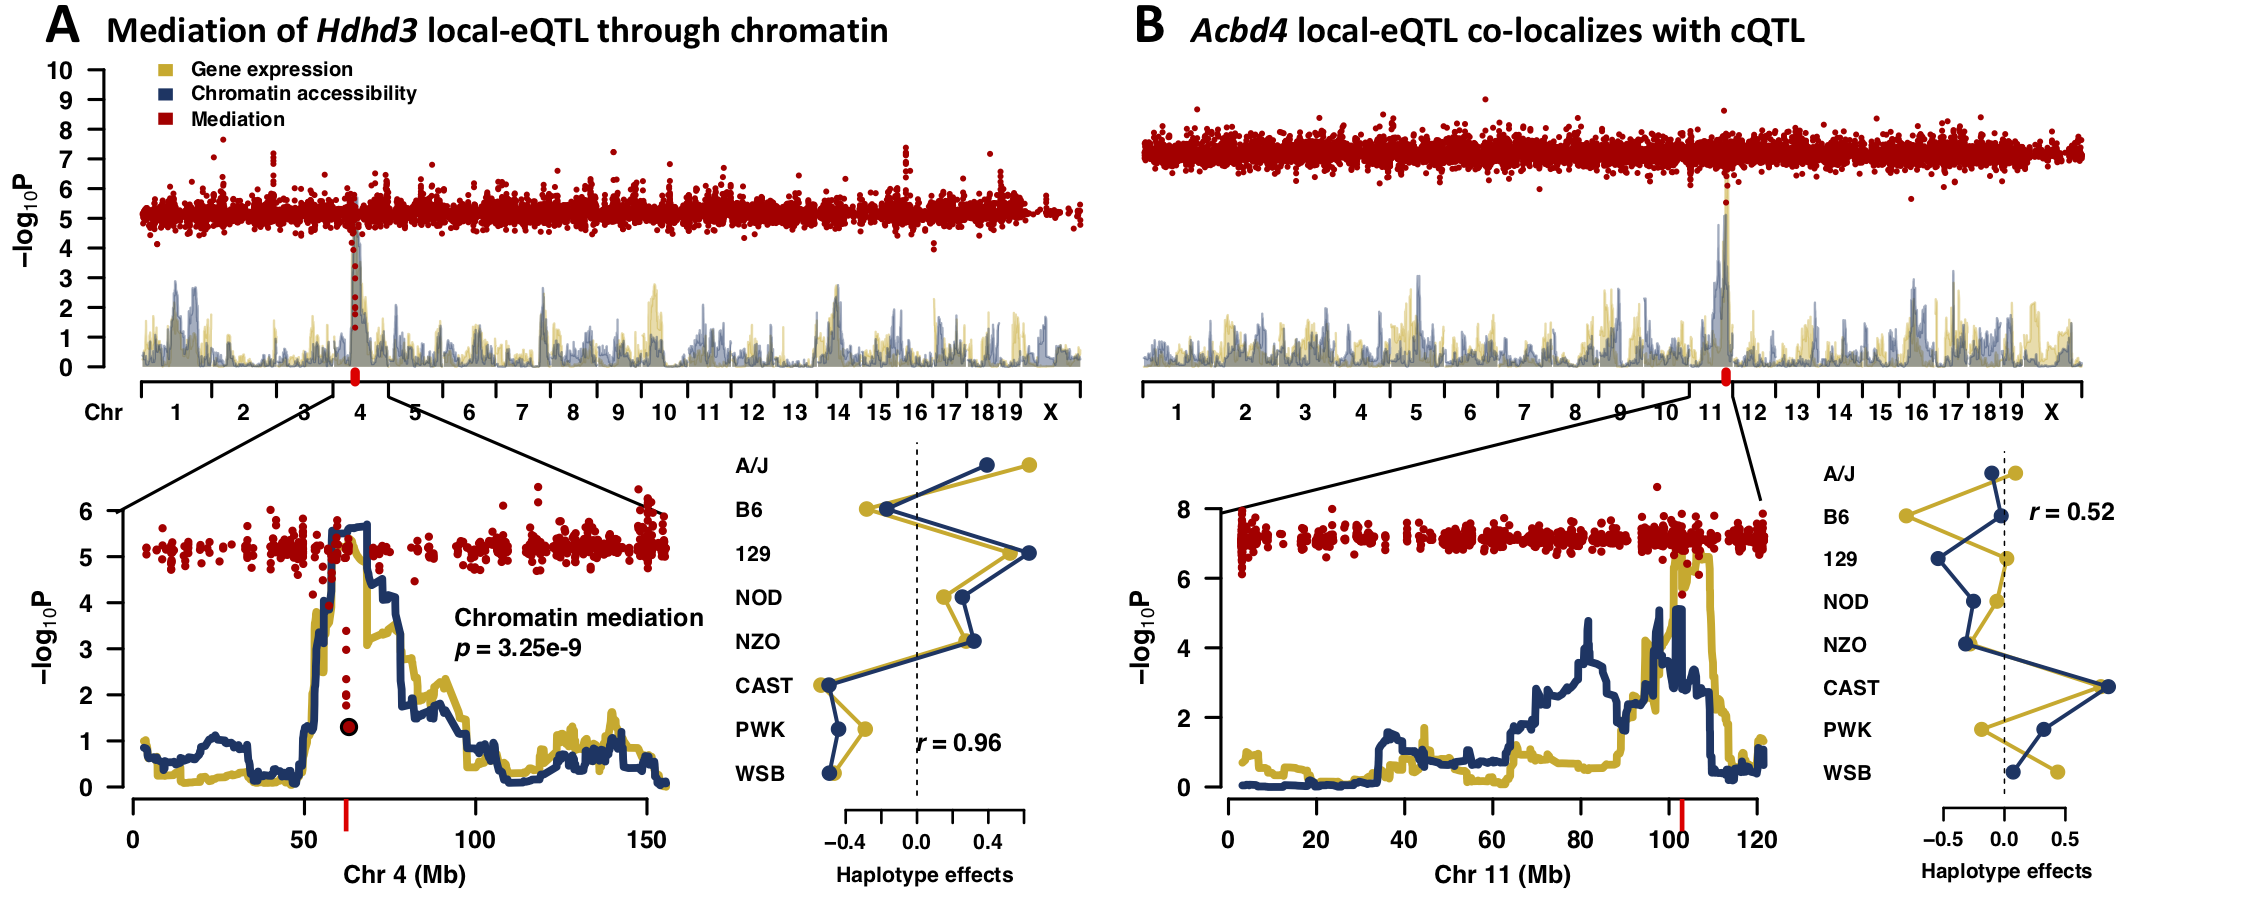 A Mediation of Hdhd3 local-eQTL through chromatin
Gene expression
Chromatin accessibility
Mediation
10
9
8
7
6
5
4
3
2
1
0
−log10P
Chr 1 2 3 4 5 6 7 8 9 10 11 12 13 14 15 16 17 18 19 X
6
5
4
3
2
1
0
−log10P
Chromatin mediation
p = 3.25e-9
0 50 100 150
Chr 4 (Mb)
A/J
B6
129
NOD
NZO
CAST
PWK
WSB
r = 0.96
−0.4 0.0 0.4
Haplotype effects
B Acbd4 local-eQTL co-localizes with cQTL
1 2 3 4 5 6 7 8 9 10 11 12 13 14 15 16 17 18 19 X
8
6
4
2
0
−log10P
0 20 40 60 80 100 120
Chr 11 (Mb)
A/J
B6
129
NOD
NZO
CAST
PWK
WSB
r = 0.52
−0.5 0.0 0.5
Haplotype effects